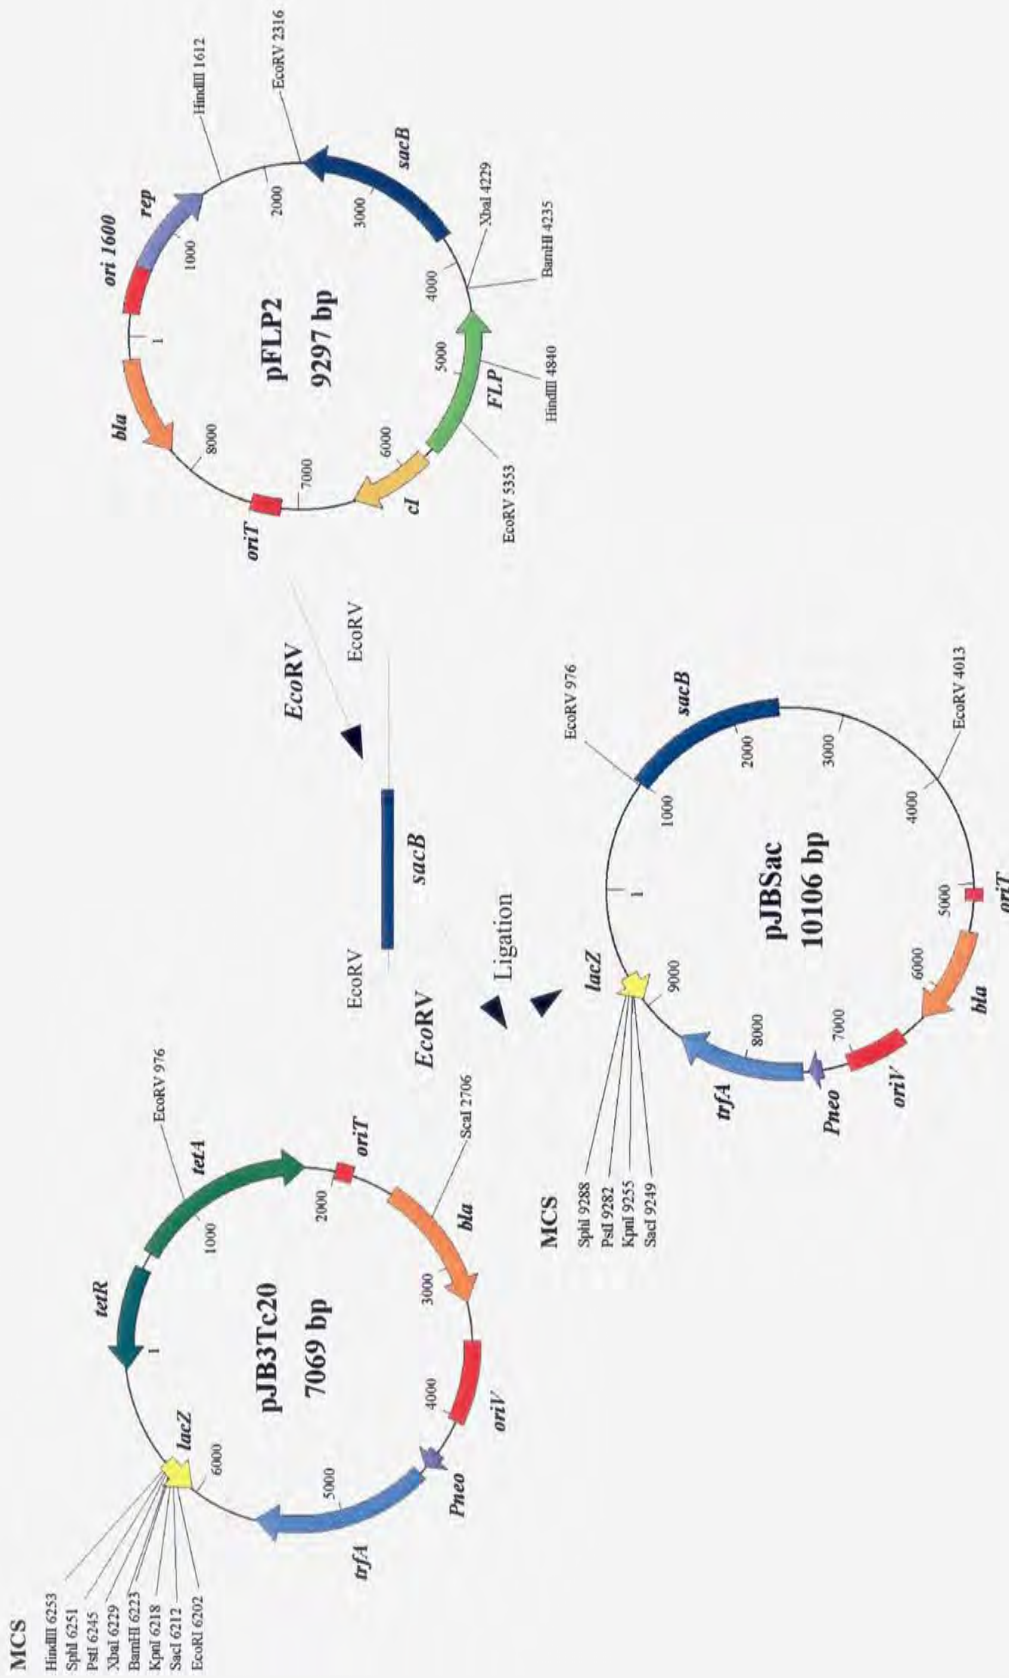 MCS
HindIII 6253
SphI 6251
PstI 6245
XbaI 6229
BamHI 6223
KpnI 6218
SacI 6212
EcoRI 6202
lacZ
tetR
1
EcoRV 976
tetA
1000
2000
oriT
ScaI 2706
bla
3000
oriV
4000
Pneo
5000
trfA
6000
pJB3Tc20
7069 bp
bla
1
ori 1600
rep
1000
HindIII 1612
2000
EcoRV 2316
3000
sacB
4000
XbaI 4229
BamHI 4235
5000
HindIII 4840
FLP
EcoRV 5353
6000
cI
7000
oriT
8000
pFLP2
9297 bp
EcoRV
EcoRV
EcoRV
sacB
EcoRV
Ligation
MCS
SphI 9288
PstI 9282
KpnI 9255
SacI 9249
lacZ
1
EcoRV 976
1000
sacB
2000
3000
4000
EcoRV 4013
5000
oriT
6000
bla
7000
oriV
Pneo
8000
trfA
9000
pJBSac
10106 bp